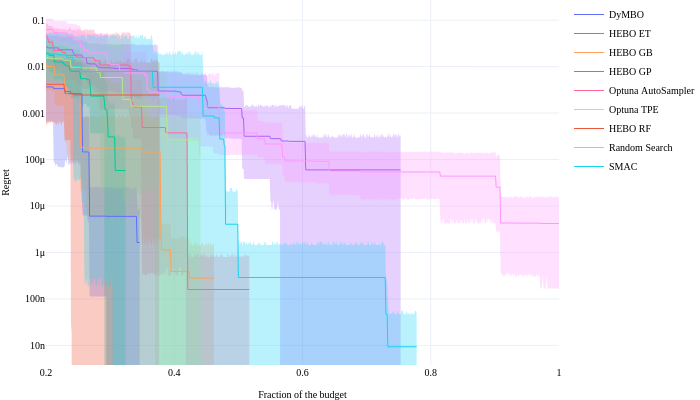 0.1
0.01
0.001
100μ
10μ
1μ
100n
10n
Regret
0.2
0.4
0.6
0.8
1
Fraction of the budget
DyMBO
HEBO ET
HEBO GB
HEBO GP
Optuna AutoSampler
Optuna TPE
HEBO RF
Random Search
SMAC